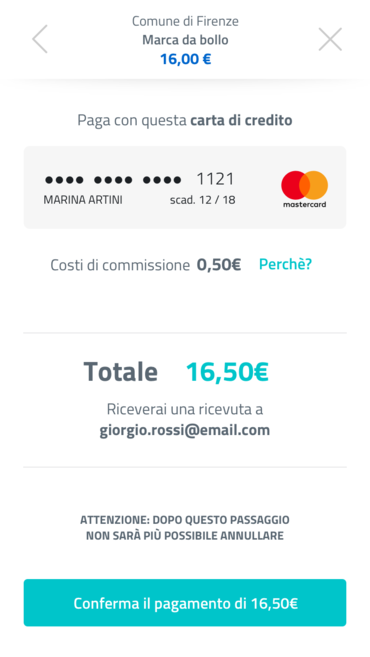 Comune di Firenze
Marca da bollo
16,00 €
Paga con questa carta di credito
•••• •••• •••• 1121
MARINA ARTINI scad. 12 / 18
mastercard
Costi di commissione 0,50€ Perchè?
Totale 16,50€
Riceverai una ricevuta a
giorgio.rossi@email.com
ATTENZIONE: DOPO QUESTO PASSAGGIO
NON SARÀ PIÙ POSSIBILE ANNULLARE
Conferma il pagamento di 16,50€